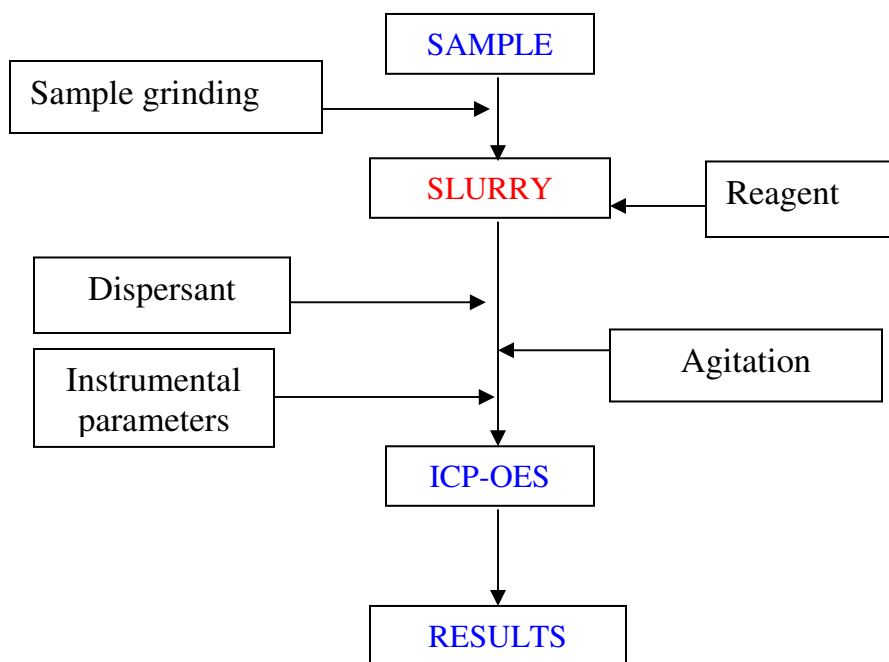 SAMPLE
Sample grinding
SLURRY
Reagent
Dispersant
Agitation
Instrumental
parameters
ICP-OES
RESULTS